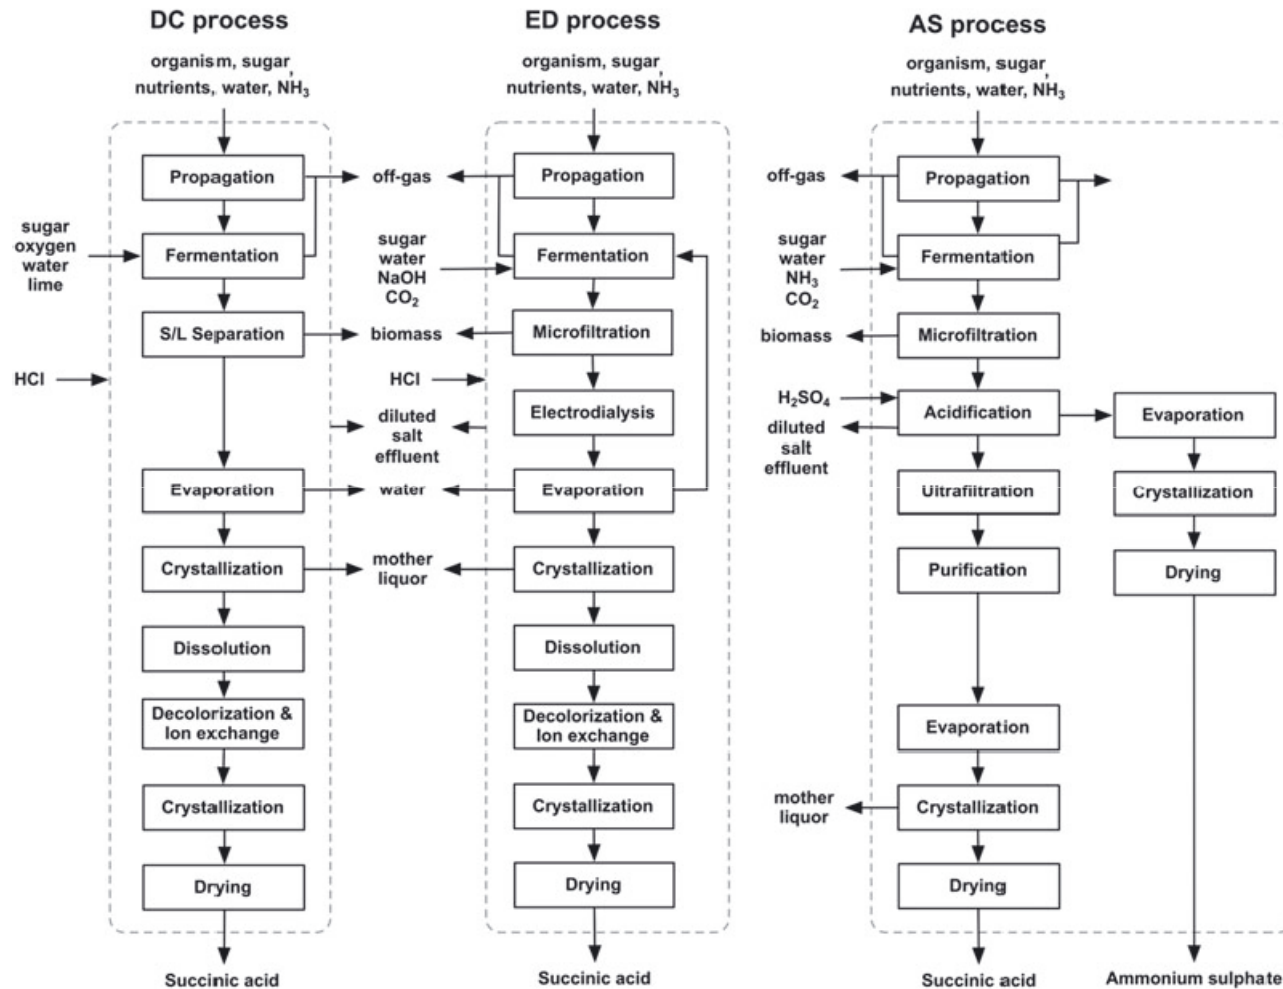 DC process
organism, sugar,
nutrients, water, NH₃
Propagation
Fermentation
sugar
oxygen
water
lime
S/L Separation
HCl
Evaporation
Crystallization
Dissolution
Decolorization &
Ion exchange
Crystallization
Drying
Succinic acid
off-gas
biomass
diluted
salt
effluent
water
mother
liquor
ED process
organism, sugar,
nutrients, water, NH₃
Propagation
sugar
water
NaOH
CO₂
Fermentation
Microfiltration
HCl
Electrodialysis
Evaporation
Crystallization
Dissolution
Decolorization &
Ion exchange
Crystallization
Drying
Succinic acid
AS process
organism, sugar,
nutrients, water, NH₃
off-gas
Propagation
sugar
water
NH₃
CO₂
Fermentation
biomass
Microfiltration
H₂SO₄
Acidification
diluted
salt
effluent
Ultrafiltration
Purification
Evaporation
mother
liquor
Crystallization
Drying
Succinic acid
Evaporation
Crystallization
Drying
Ammonium sulphate